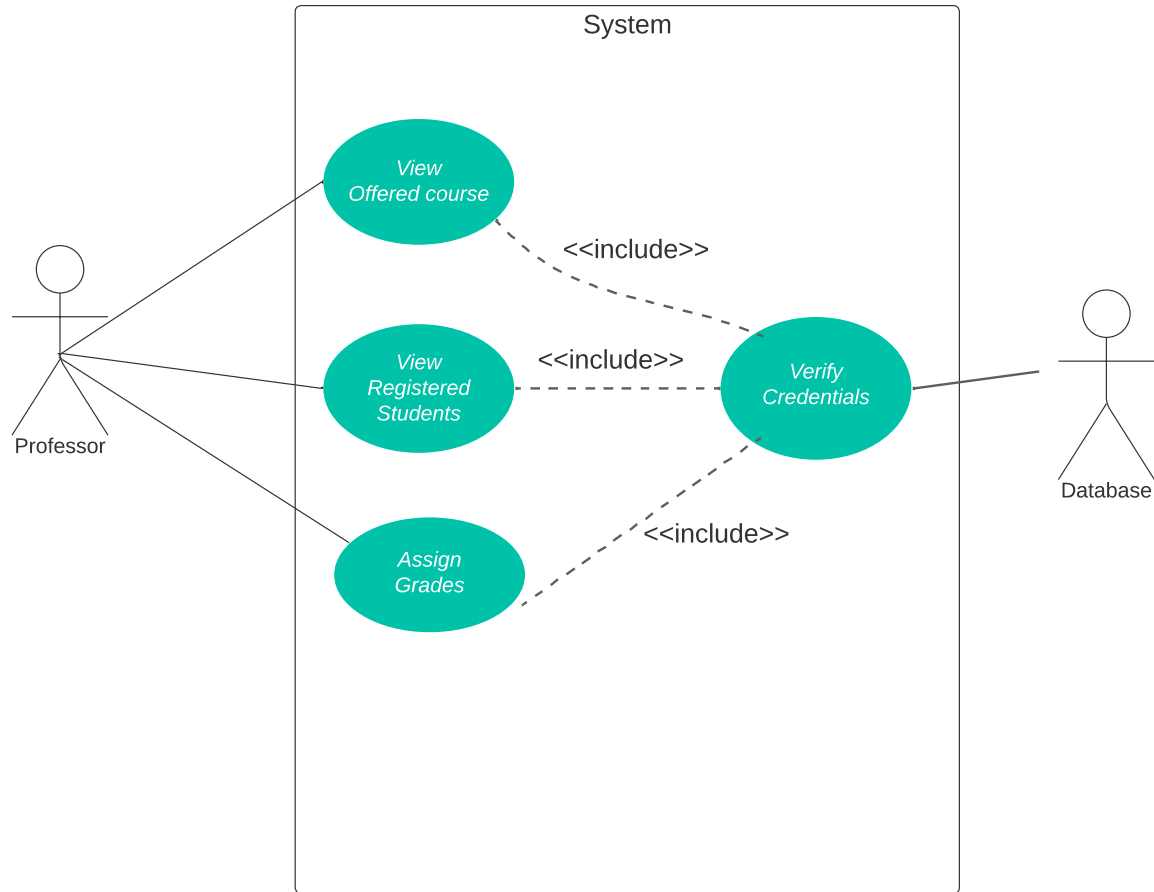 System
View
Offered course
<<include>>
View
Registered
Students
<<include>>
Verify
Credentials
Professor
Database
Assign
Grades
<<include>>